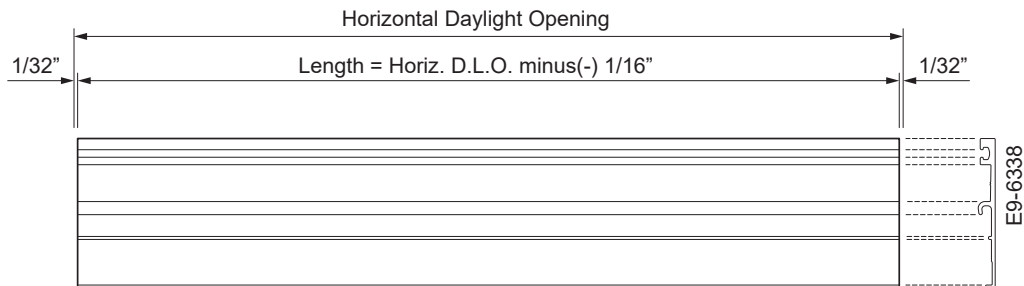 Horizontal Daylight Opening
1/32”
Length = Horiz. D.L.O. minus(-) 1/16”
1/32”
E9-6338